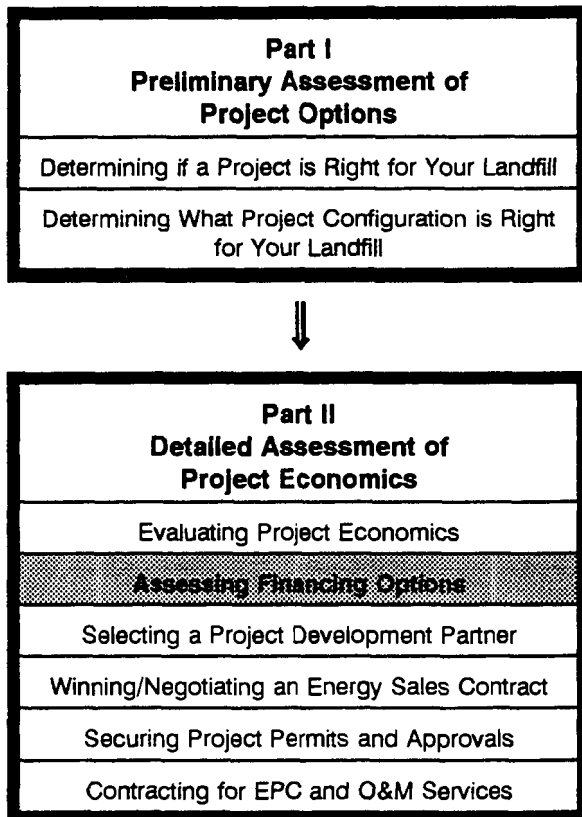 Part I
Preliminary Assessment of
Project Options
Determining if a Project is Right for Your Landfill
Determining What Project Configuration is Right
for Your Landfill
⇓
Part II
Detailed Assessment of
Project Economics
Evaluating Project Economics
Assessing Financing Options
Selecting a Project Development Partner
Winning/Negotiating an Energy Sales Contract
Securing Project Permits and Approvals
Contracting for EPC and O&M Services